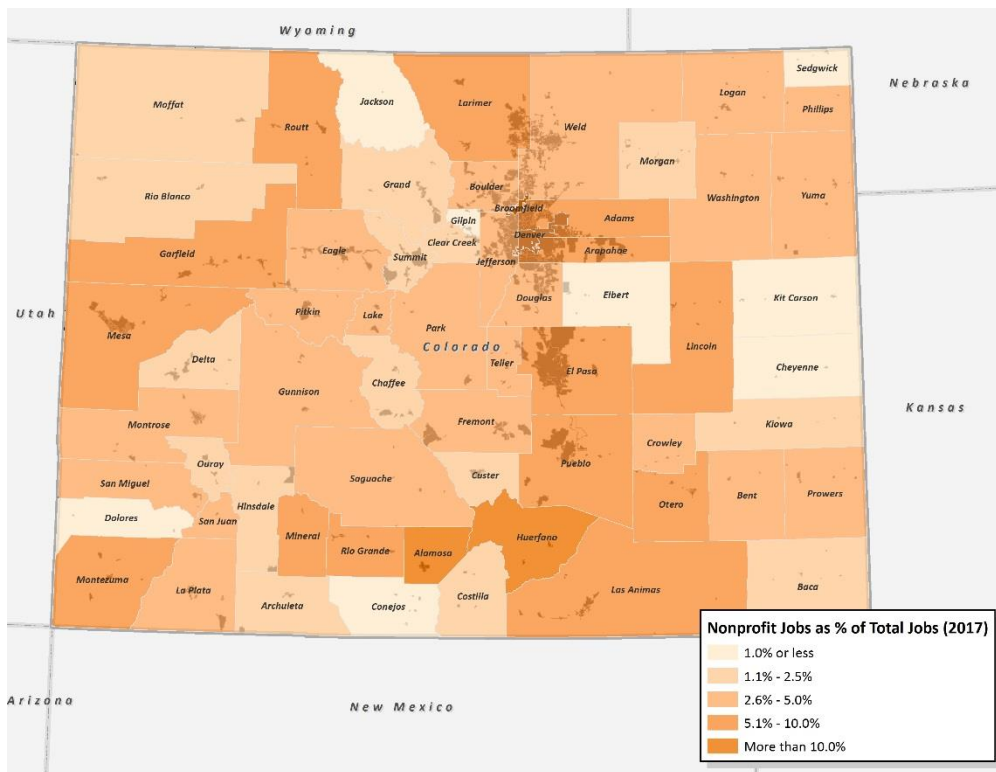 Wyoming
Nebraska
Sedgwick
Logan
Phillips
Jackson
Larimer
Moffat
Weld
Routt
Morgan
Grand
Boulder
Washington
Yuma
Rio Blanco
Broomfield
Gilpin
Adams
Denver
Clear Creek
Eagle
Arapahoe
Garfield
Summit
Jefferson
Elbert
Kit Carson
Douglas
Pitkin
Lake
Utah
Park
Mesa
Colorado
Lincoln
Delta
Teller
El Paso
Cheyenne
Chaffee
Gunnison
Kansas
Fremont
Kiowa
Montrose
Crowley
Ouray
Pueblo
Custer
Saguache
San Miguel
Prowers
Bent
Otero
Hinsdale
Dolores
San Juan
Mineral
Huerfano
Rio Grande
Alamosa
Montezuma
La Plata
Las Animas
Baca
Costilla
Archuleta
Conejos
Arizona
New Mexico
Nonprofit Jobs as % of Total Jobs (2017)
1.0% or less
1.1% - 2.5%
2.6% - 5.0%
5.1% - 10.0%
More than 10.0%